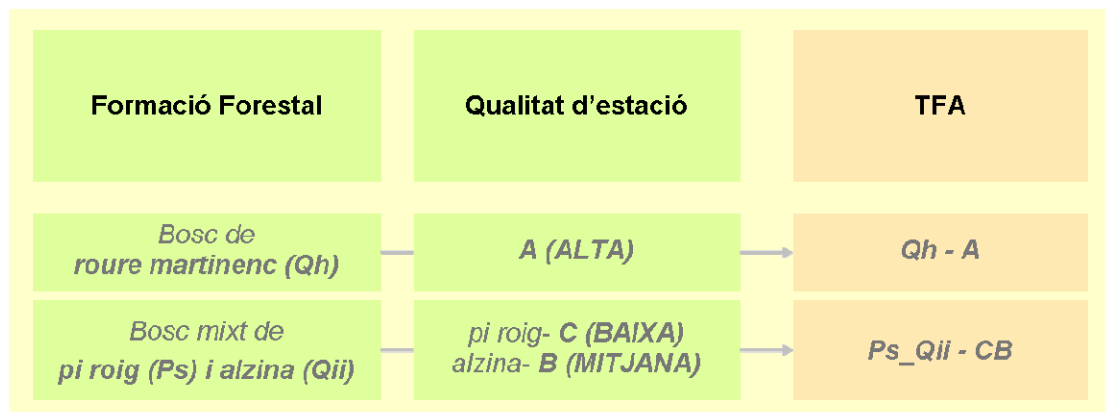 Formació Forestal
Qualitat d'estació
TFA
Bosc de
roure martinenc (Qh)
A (ALTA)
Qh - A
Bosc mixt de
pi roig (Ps) i alzina (Qii)
pi roig- C (BAIXA)
alzina- B (MITJANA)
Ps_Qii - CB